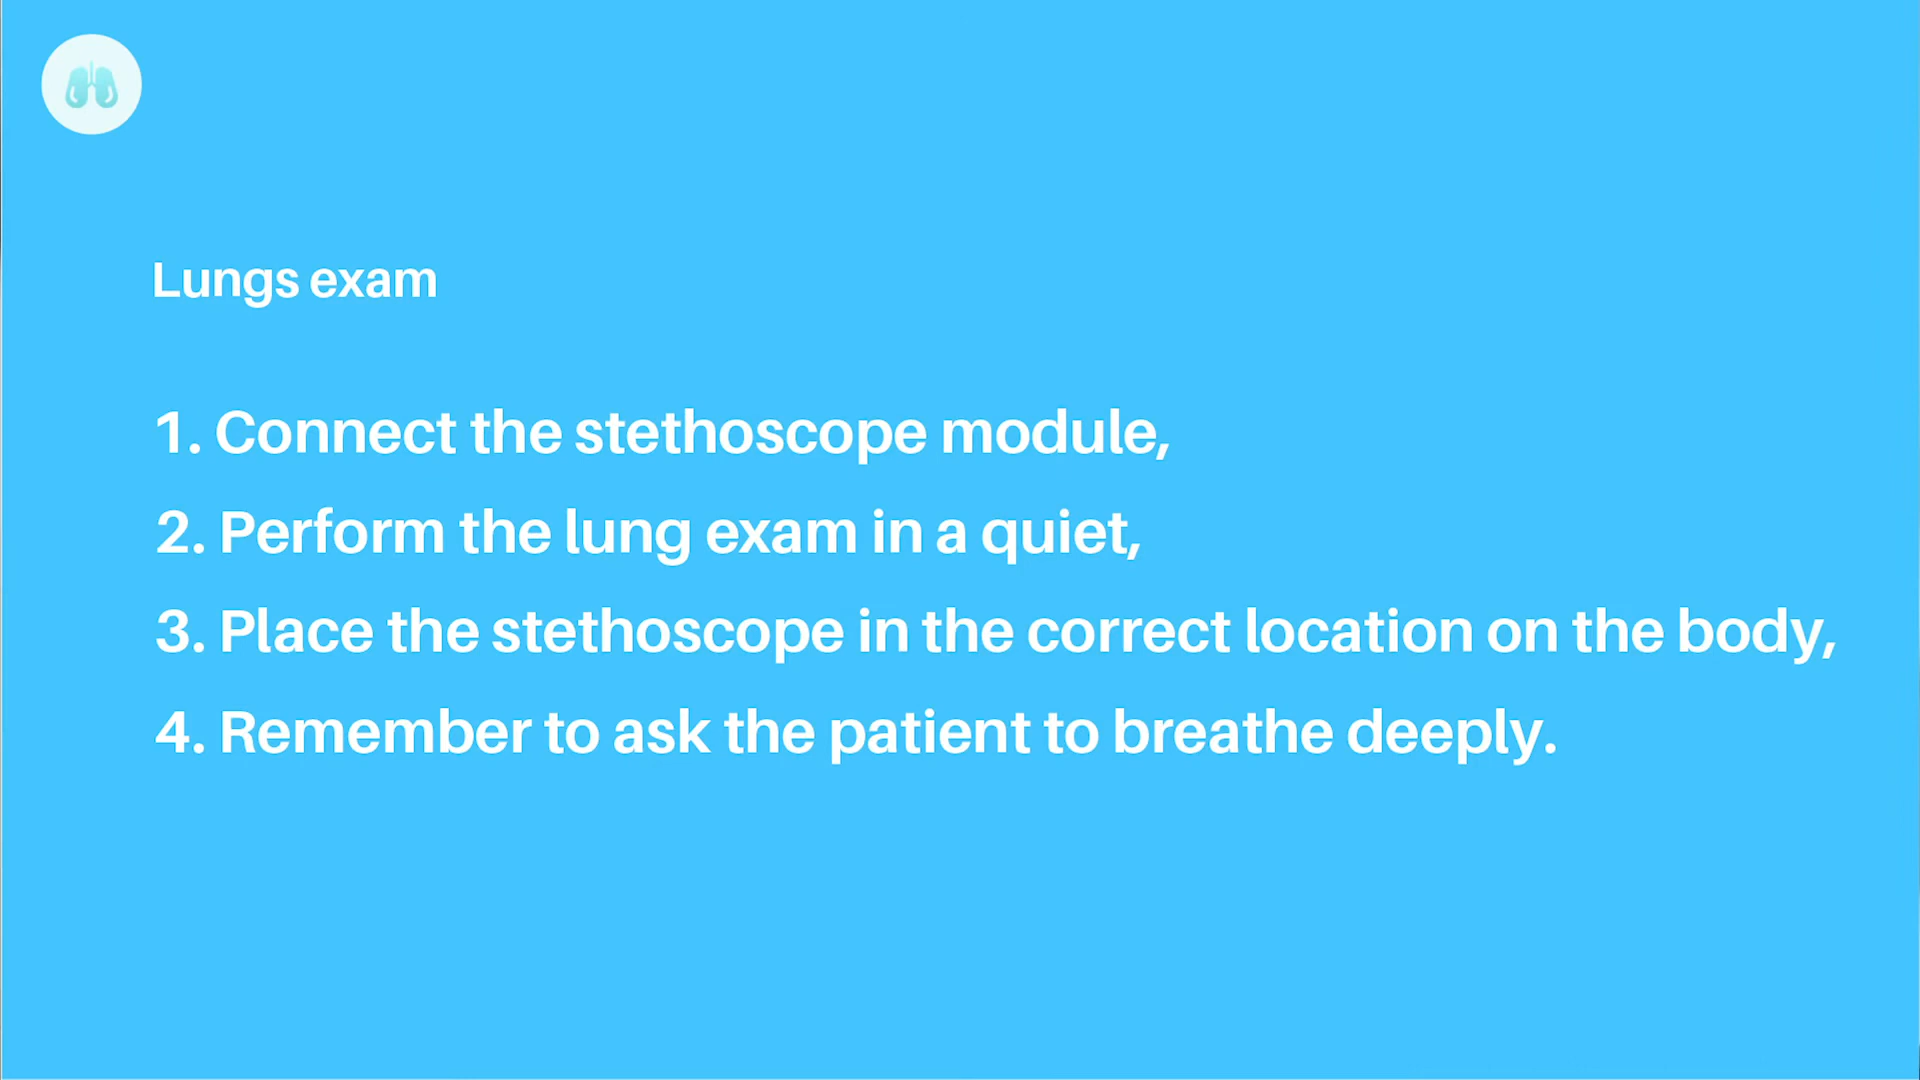 Lungs exam
1. Connect the stethoscope module,
2. Perform the lung exam in a quiet,
3. Place the stethoscope in the correct location on the body,
4. Remember to ask the patient to breathe deeply.